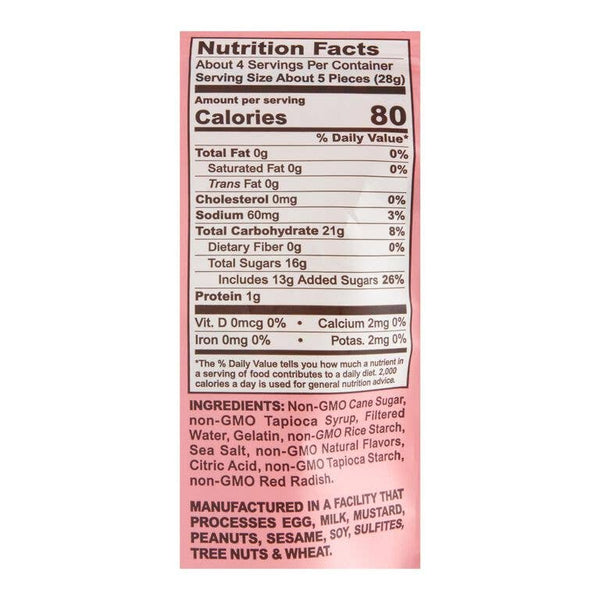 Nutrition Facts
About 4 Servings Per Container
Serving Size About 5 Pieces (28g)
Amount per serving
Calories 80
% Daily Value*
Total Fat 0g 0%
Saturated Fat 0g 0%
Trans Fat 0g
Cholesterol 0mg 0%
Sodium 60mg 3%
Total Carbohydrate 21g 8%
Dietary Fiber 0g 0%
Total Sugars 16g
Includes 13g Added Sugars 26%
Protein 1g
Vit. D 0mcg 0% • Calcium 2mg 0%
Iron 0mg 0% • Potas. 2mg 0%
*The % Daily Value tells you how much a nutrient in
a serving of food contributes to a daily diet. 2,000
calories a day is used for general nutrition advice.
INGREDIENTS: Non-GMO Cane Sugar,
non-GMO Tapioca Syrup, Filtered
Water, Gelatin, non-GMO Rice Starch,
Sea Salt, non-GMO Natural Flavors,
Citric Acid, non-GMO Tapioca Starch,
non-GMO Red Radish.
MANUFACTURED IN A FACILITY THAT
PROCESSES EGG, MILK, MUSTARD,
PEANUTS, SESAME, SOY, SULFITES,
TREE NUTS & WHEAT.